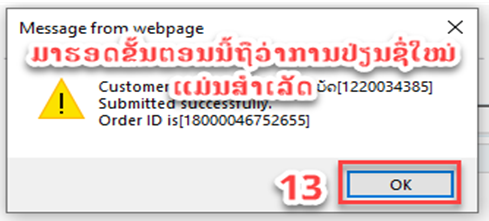 Message from webpage
ມາຮອດຂັ້ນຕອນນີ້ຖືວ່າການປ່ຽນຊື່ໃໝ່
ແມ່ນສຳເລັດ
Customer [1220034385]
Submitted successfully.
Order ID is[18000046752655]
13
OK